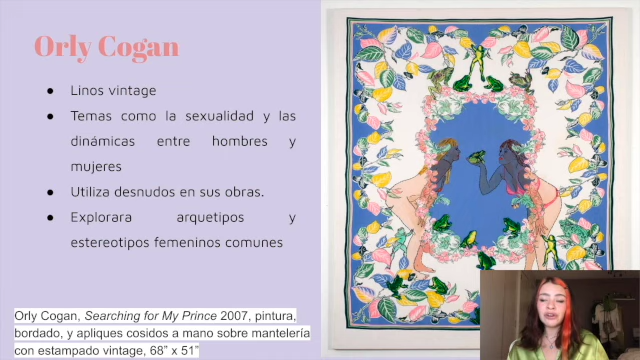 Orly Cogan
● Linos vintage
● Temas como la sexualidad y las
dinámicas entre hombres y
mujeres
● Utiliza desnudos en sus obras.
● Explorara arquetipos y
estereotipos femeninos comunes
Orly Cogan, Searching for My Prince 2007, pintura,
bordado, y apliques cosidos a mano sobre mantelería
con estampado vintage, 68” x 51”